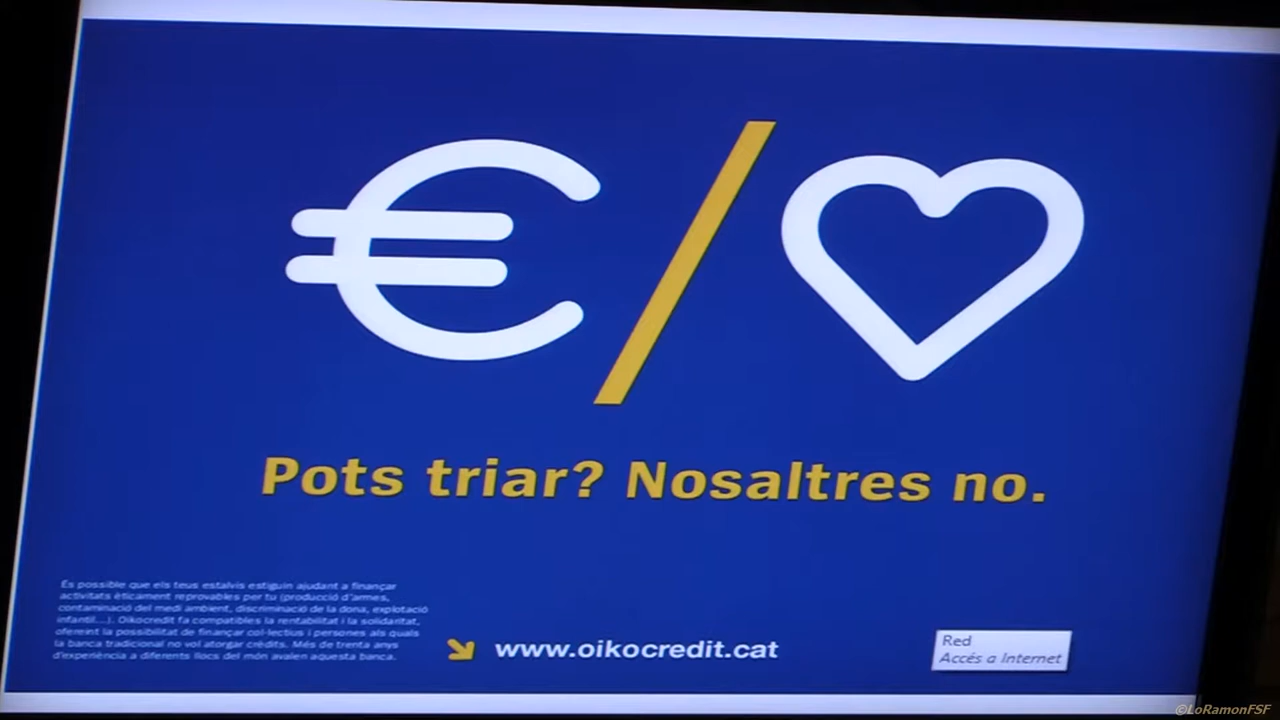 €/
Pots triar? Nosaltres no.
És possible que els teus estalvis estiguin ajudant a finançar
activitats èticament reprovables per tu (producció d'armes,
contaminació del medi ambient, discriminació de la dona, explotació
infantil...). Oikocredit fa compatibles la rentabilitat i la solidaritat,
oferint la possibilitat de finançar col·lectius i persones als quals
la banca tradicional no vol atorgar crèdits. Més de trenta anys
d'experiència a diferents llocs del món avalen aquesta banca.
www.oikocredit.cat
Red
Accés a Internet
©LoRamonFSF